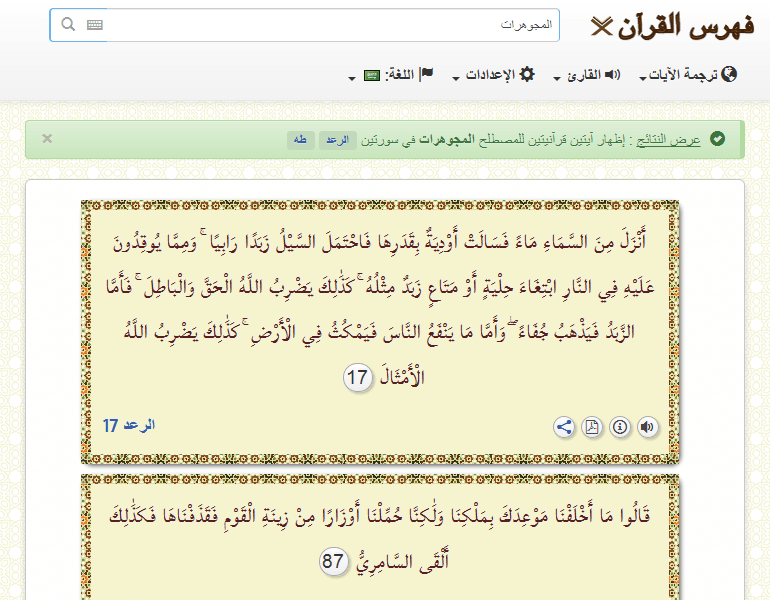 فهرس القرآن
المجوهرات
ترجمة الآيات
القارئ
الإعدادات
اللغة:
عرض النتائج : إظهار آيتين قرآنيتين للمصطلح المجوهرات في سورتين الرعد طه
أَنْزَلَ مِنَ السَّمَاءِ مَاءً فَسَالَتْ أَوْدِيَةٌ بِقَدَرِهَا فَاحْتَمَلَ السَّيْلُ زَبَدًا رَابِيًا ۚ وَمِمَّا يُوقِدُونَ
عَلَيْهِ فِي النَّارِ ابْتِغَاءَ حِلْيَةٍ أَوْ مَتَاعٍ زَبَدٌ مِثْلُهُ ۚ كَذَٰلِكَ يَضْرِبُ اللَّهُ الْحَقَّ وَالْبَاطِلَ ۚ فَأَمَّا
الزَّبَدُ فَيَذْهَبُ جُفَاءً ۖ وَأَمَّا مَا يَنْفَعُ النَّاسَ فَيَمْكُثُ فِي الْأَرْضِ ۚ كَذَٰلِكَ يَضْرِبُ اللَّهُ
الْأَمْثَالَ 17
الرعد 17
قَالُوا مَا أَخْلَفْنَا مَوْعِدَكَ بِمَلْكِنَا وَلَٰكِنَّا حُمِّلْنَا أَوْزَارًا مِنْ زِينَةِ الْقَوْمِ فَقَذَفْنَاهَا فَكَذَٰلِكَ
أَلْقَى السَّامِرِيُّ 87